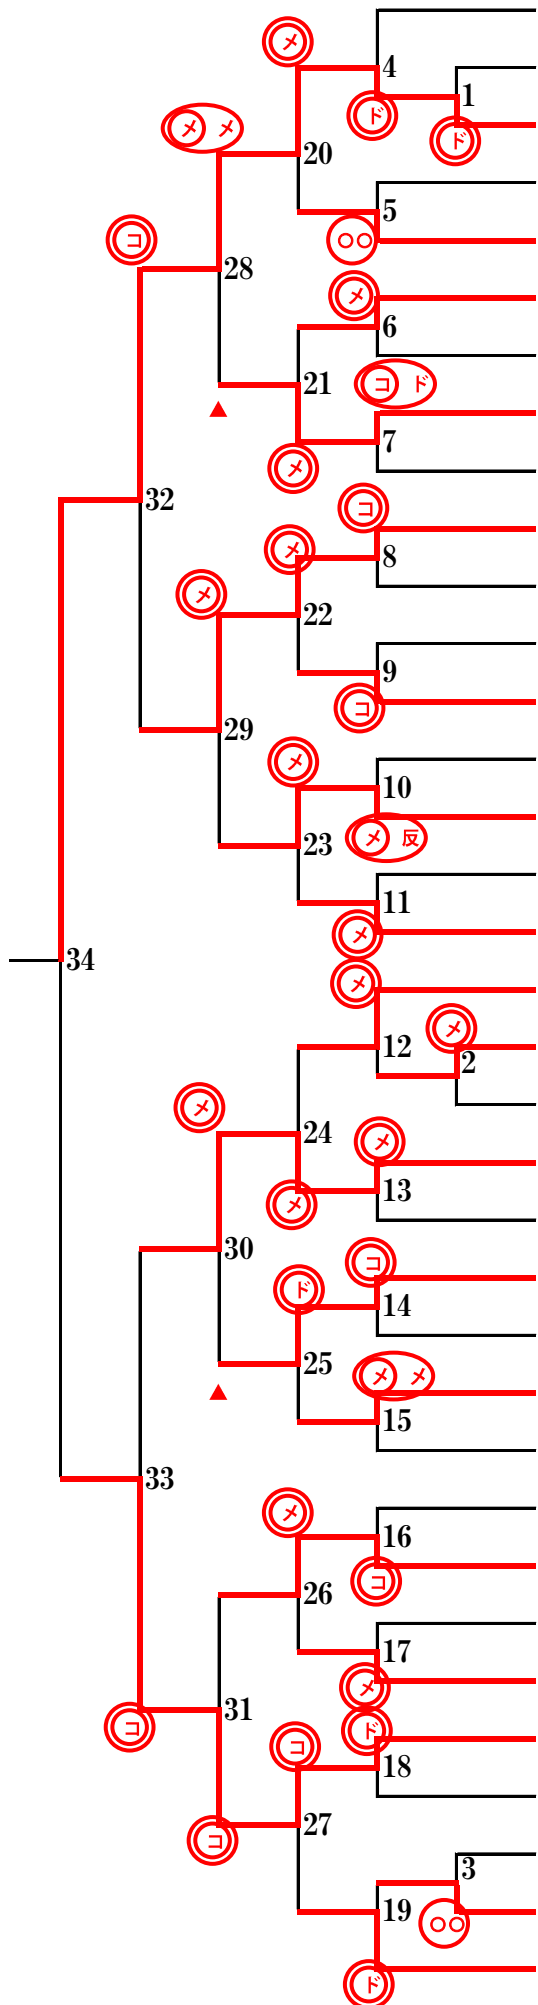 メ
4
1
ド
ド
メ メ
20
5
コ
○○
28
メ
6
21
コ ド
▲
7
メ
32
コ
8
メ
メ
22
9
コ
29
メ
10
23
メ 反
11
メ
34
メ
メ
12
2
メ
24
メ
メ
13
30
コ
ド
14
25
メ メ
▲
15
33
メ
16
コ
26
17
メ
31
コ
ド
コ
18
27
コ
3
19
○○
ド